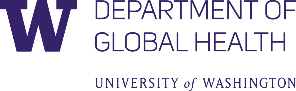 W DEPARTMENT OF
GLOBAL HEALTH
UNIVERSITY of WASHINGTON